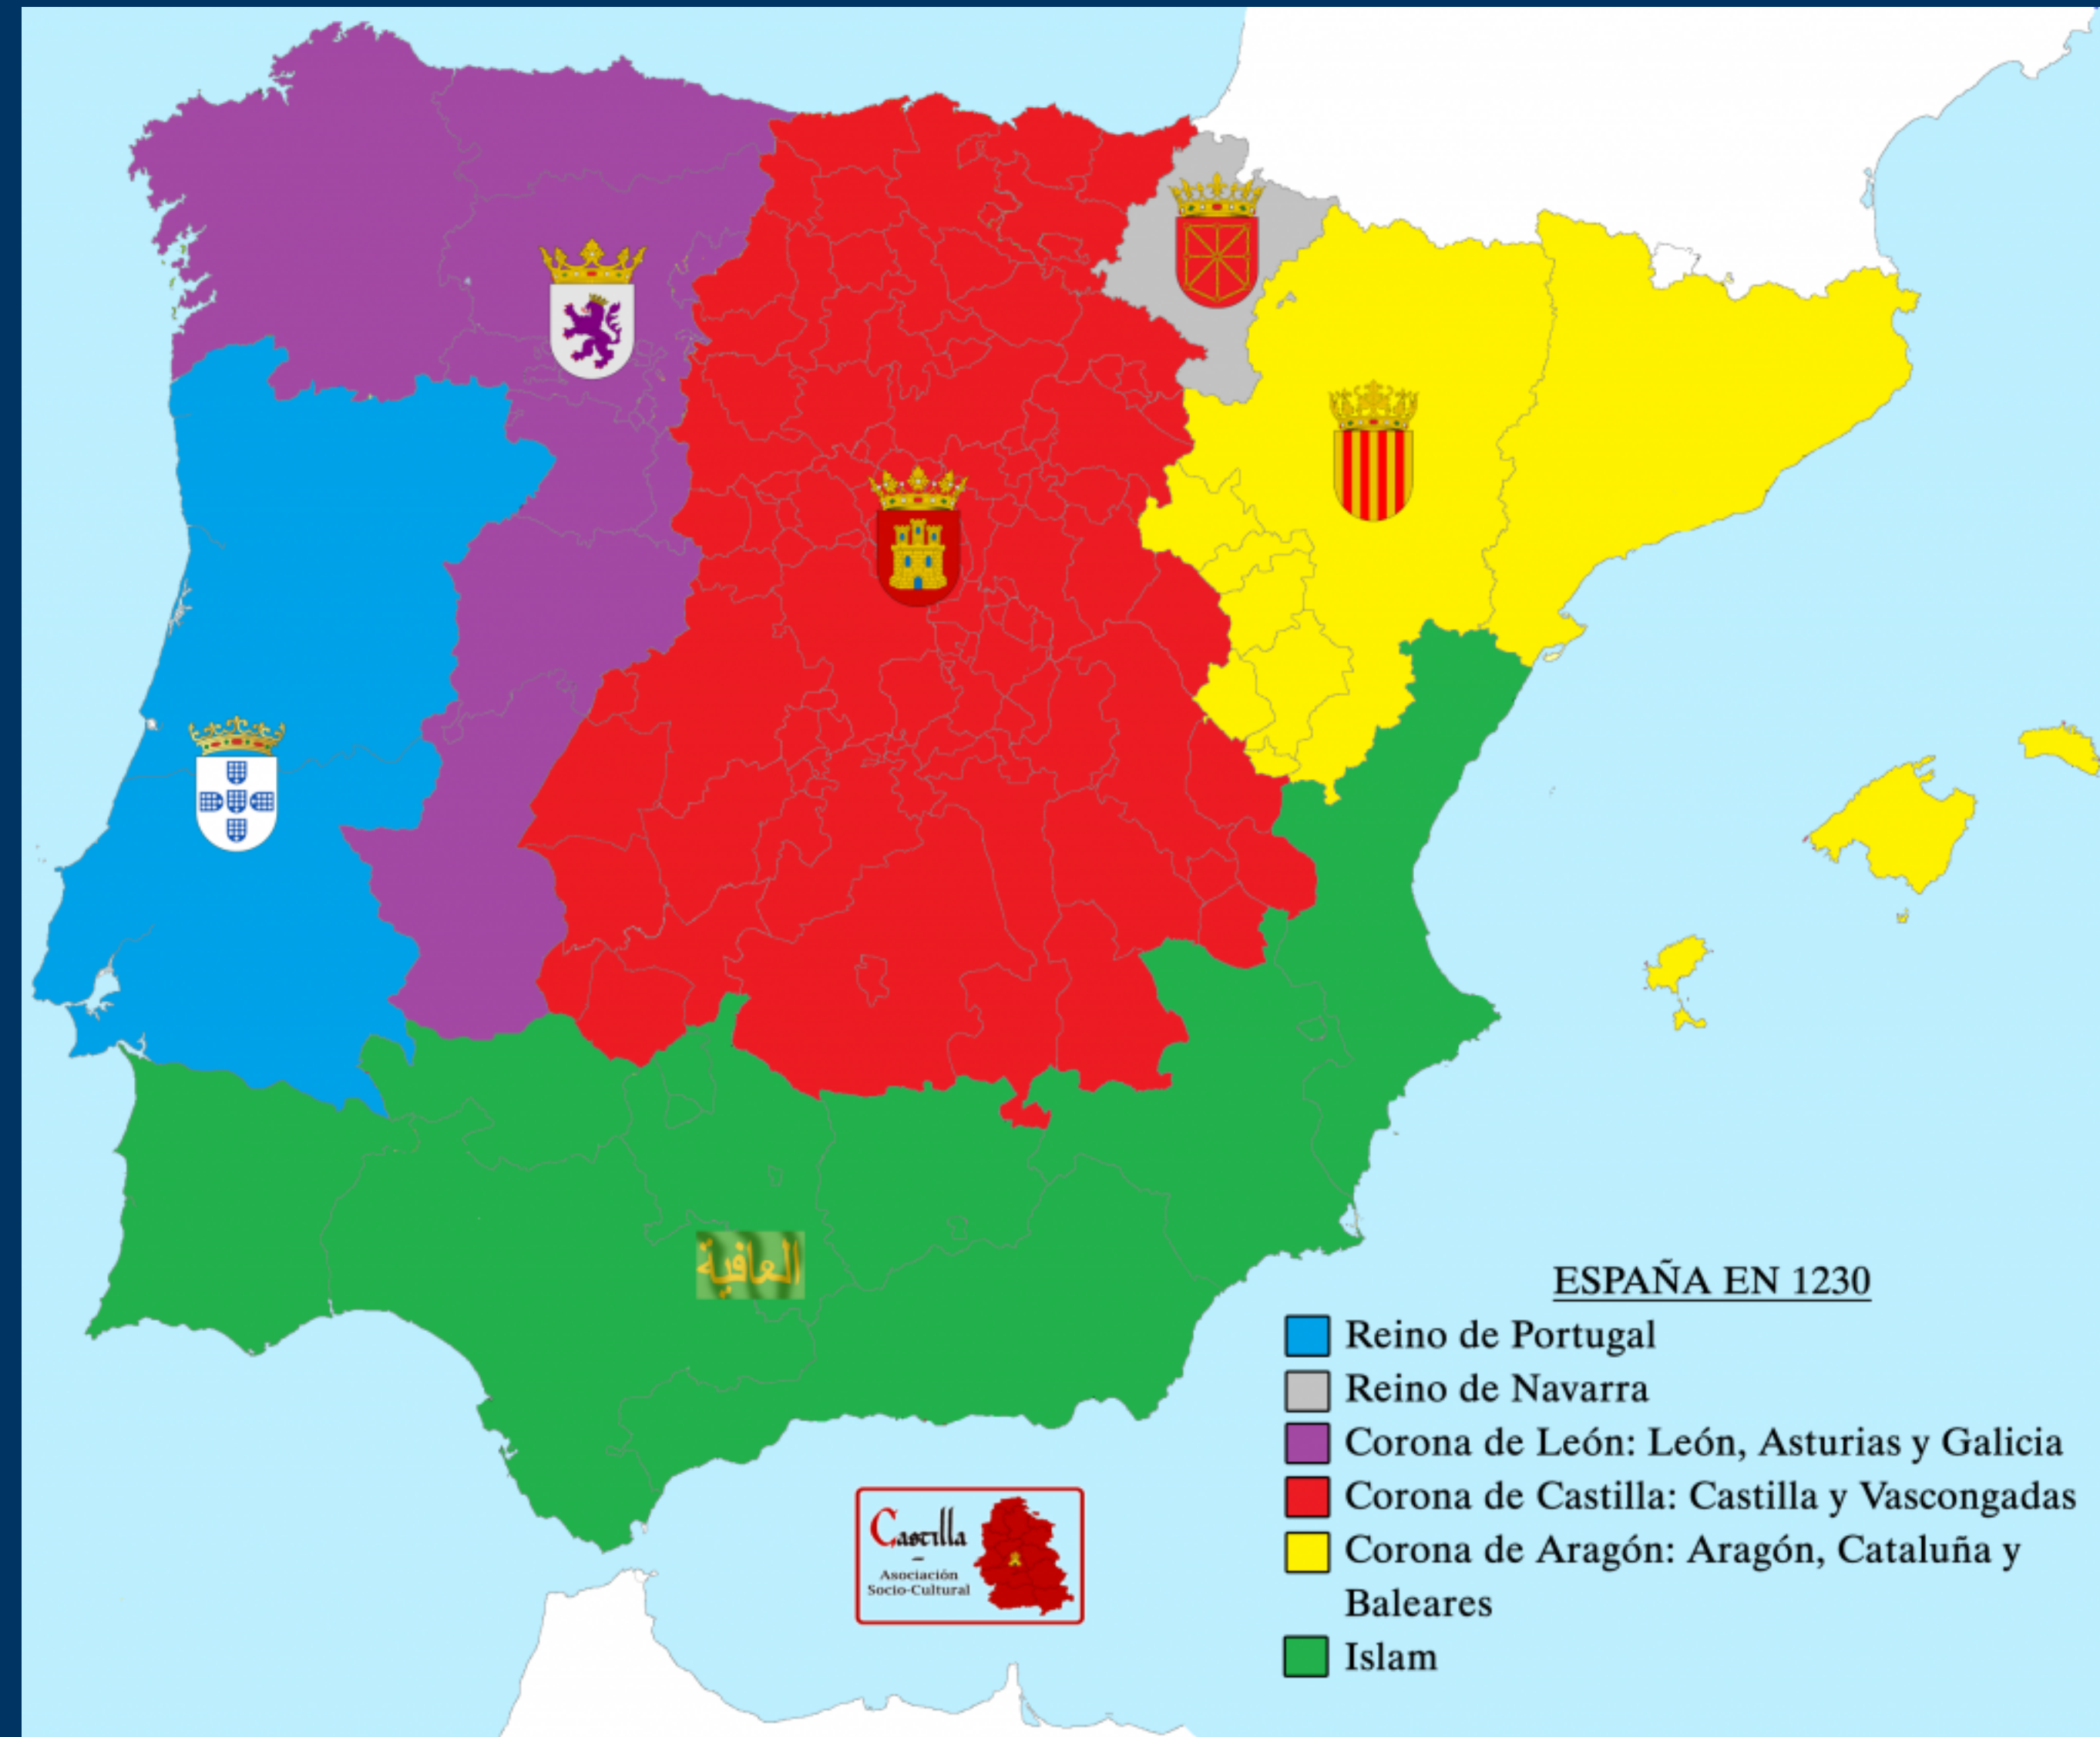 العافية
ESPAÑA EN 1230
Reino de Portugal
Reino de Navarra
Corona de León: León, Asturias y Galicia
Corona de Castilla: Castilla y Vascongadas
Corona de Aragón: Aragón, Cataluña y
Baleares
Islam
Castilla
Asociación
Socio-Cultural